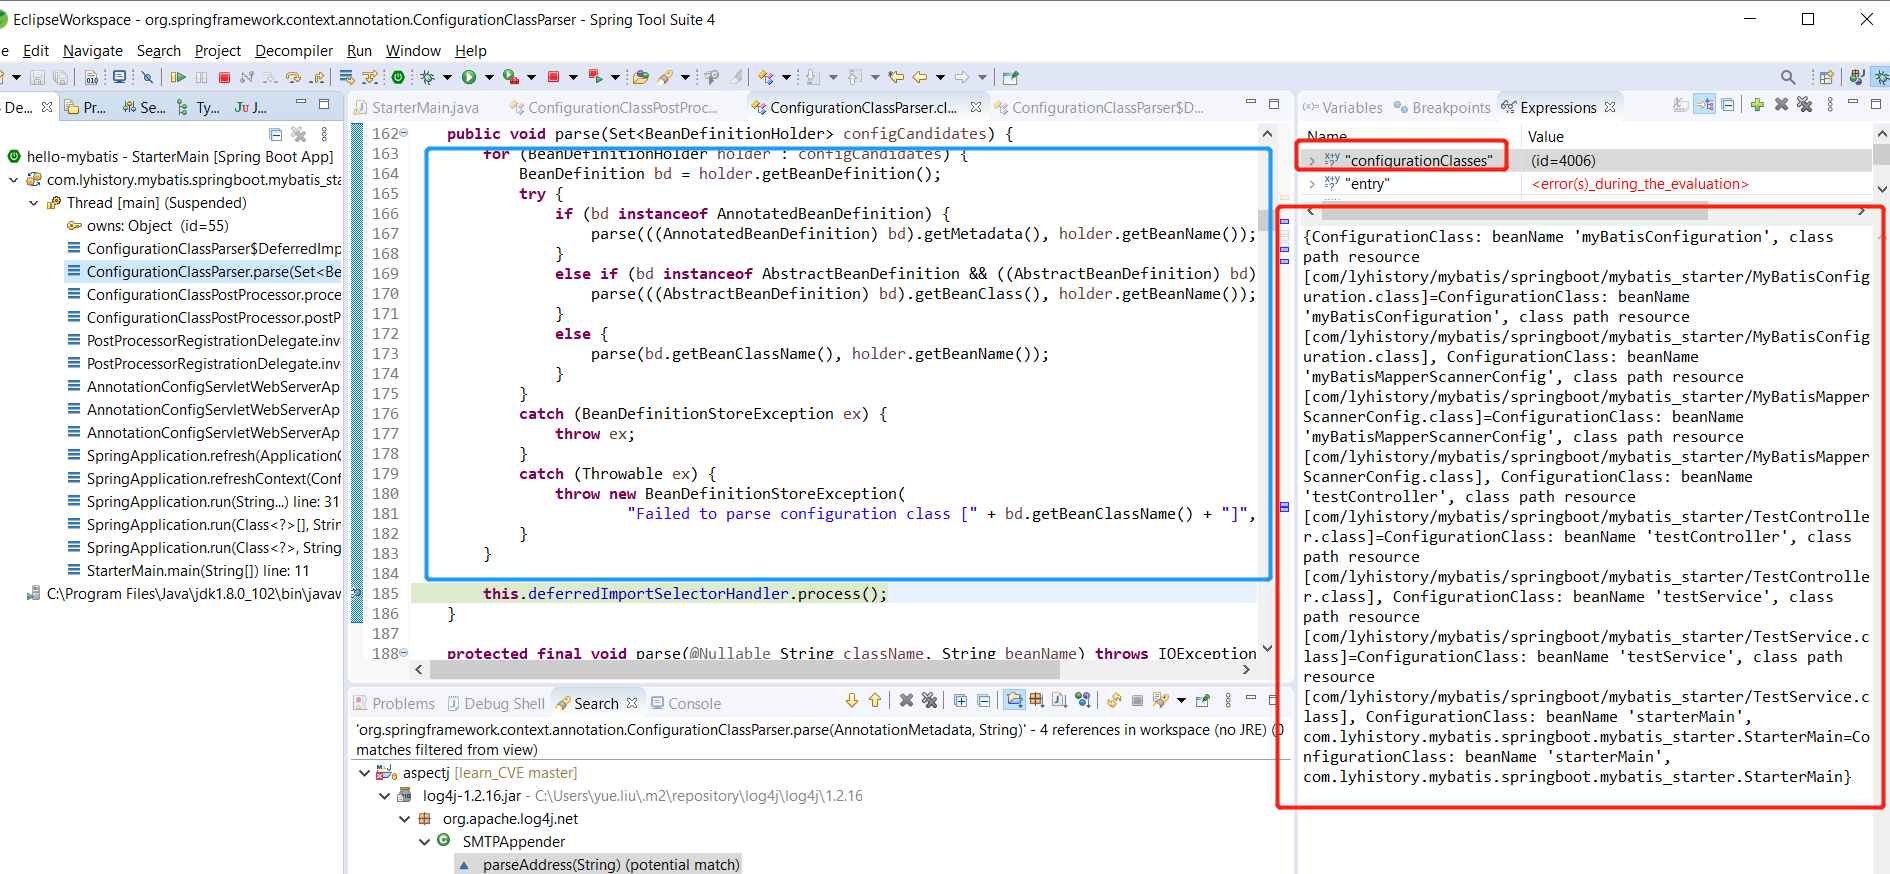 EclipseWorkspace - org.springframework.context.annotation.ConfigurationClassParser - Spring Tool Suite 4
e Edit Navigate Search Project Decompiler Run Window Help
De... Pr... Se... Ty... J...
hello-mybatis - StarterMain [Spring Boot App]
com.lyhistory.mybatis.springboot.mybatis_sta
Thread [main] (Suspended)
owns: Object (id=55)
ConfigurationClassParser$DeferredImp
ConfigurationClassParser.parse(Set<Be
ConfigurationClassPostProcessor.proce
ConfigurationClassPostProcessor.postP
PostProcessorRegistrationDelegate.inv
PostProcessorRegistrationDelegate.inv
AnnotationConfigServletWebServerAp
AnnotationConfigServletWebServerAp
AnnotationConfigServletWebServerAp
SpringApplication.refresh(ApplicationC
SpringApplication.refreshContext(Conf
SpringApplication.run(String...) line: 31
SpringApplication.run(Class<?>[], Strin
SpringApplication.run(Class<?>, String
StarterMain.main(String[]) line: 11
C:\Program Files\Java\jdk1.8.0_102\bin\javaw
StarterMain.java ConfigurationClassPostProc... ConfigurationClassParser.cl... ConfigurationClassParser$D...
162 public void parse(Set<BeanDefinitionHolder> configCandidates) {
163 for (BeanDefinitionHolder holder : configCandidates) {
164 BeanDefinition bd = holder.getBeanDefinition();
165 try {
166 if (bd instanceof AnnotatedBeanDefinition) {
167 parse(((AnnotatedBeanDefinition) bd).getMetadata(), holder.getBeanName());
168 }
169 else if (bd instanceof AbstractBeanDefinition && ((AbstractBeanDefinition) bd)
170 parse(((AbstractBeanDefinition) bd).getBeanClass(), holder.getBeanName());
171 }
172 else {
173 parse(bd.getBeanClassName(), holder.getBeanName());
174 }
175 }
176 catch (BeanDefinitionStoreException ex) {
177 throw ex;
178 }
179 catch (Throwable ex) {
180 throw new BeanDefinitionStoreException(
181 "Failed to parse configuration class [" + bd.getBeanClassName() + "]",
182 }
183 }
184
185 this.deferredImportSelectorHandler.process();
186 }
187
188 protected final void parse(@Nullable String className, String beanName) throws IOException
Problems Debug Shell Search Console
'org.springframework.context.annotation.ConfigurationClassParser.parse(AnnotationMetadata, String)' - 4 references in workspace (no JRE) (0
matches filtered from view)
aspectj [learn_CVE master]
log4j-1.2.16.jar - C:\Users\yue.liu\.m2\repository\log4j\log4j\1.2.16
org.apache.log4j.net
SMTPAppender
parseAddress(String) (potential match)
Variables Breakpoints Expressions
Name Value
"configurationClasses" (id=4006)
"entry" <error(s)_during_the_evaluation>
{ConfigurationClass: beanName 'myBatisConfiguration', class
path resource
[com/lyhistory/mybatis/springboot/mybatis_starter/MyBatisConfig
uration.class]=ConfigurationClass: beanName
'myBatisConfiguration', class path resource
[com/lyhistory/mybatis/springboot/mybatis_starter/MyBatisConfig
uration.class], ConfigurationClass: beanName
'myBatisMapperScannerConfig', class path resource
[com/lyhistory/mybatis/springboot/mybatis_starter/MyBatisMapper
ScannerConfig.class]=ConfigurationClass: beanName
'myBatisMapperScannerConfig', class path resource
[com/lyhistory/mybatis/springboot/mybatis_starter/MyBatisMapper
ScannerConfig.class], ConfigurationClass: beanName
'testController', class path resource
[com/lyhistory/mybatis/springboot/mybatis_starter/TestControlle
r.class]=ConfigurationClass: beanName 'testController', class
path resource
[com/lyhistory/mybatis/springboot/mybatis_starter/TestControlle
r.class], ConfigurationClass: beanName 'testService', class
path resource
[com/lyhistory/mybatis/springboot/mybatis_starter/TestService.c
lass]=ConfigurationClass: beanName 'testService', class path
resource
[com/lyhistory/mybatis/springboot/mybatis_starter/TestService.c
lass], ConfigurationClass: beanName 'starterMain',
com.lyhistory.mybatis.springboot.mybatis_starter.StarterMain=Co
nfigurationClass: beanName 'starterMain',
com.lyhistory.mybatis.springboot.mybatis_starter.StarterMain}